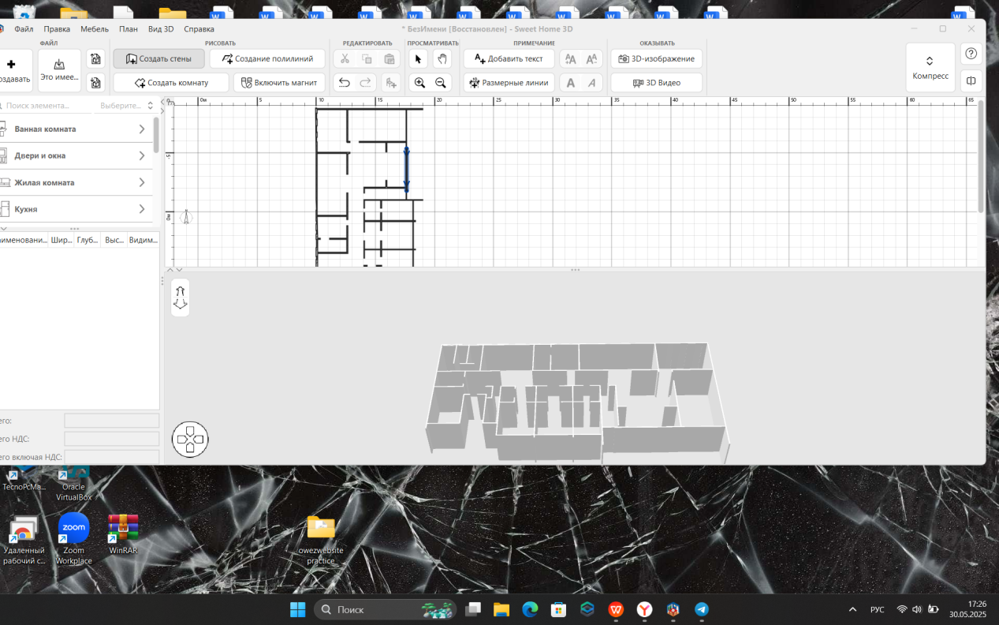 Файл Правка Мебель План Вид 3D Справка
* БезИмени [Восстановлен] - Sweet Home 3D
ФАЙЛ РИСОВАТЬ РЕДАКТИРОВАТЬ ПРОСМАТРИВАТЬ ПРИМЕЧАНИЕ ОКАЗЫВАТЬ
оздавать
Это имее...
Создать стены
Создание полилиний
Добавить текст
3D-изображение
Компресс
Создать комнату
Включить магнит
Размерные линии
3D Видео
Поиск элемента... Выберите...
0м 5 10 15 20 25 30 35 40 45 50 55 60 65
Ванная комната
Двери и окна
-5
Жилая комната
Кухня
0м
аименовани... Шир... Глуб... Выс... Видим...
его:
его НДС:
его включая НДС:
TecnoPcMa...
Oracle
VirtualBox
zoom
Удаленный
рабочий с...
Zoom
Workplace
WinRAR
owezwebsite
practice
Поиск
РУС
17:26
30.05.2025